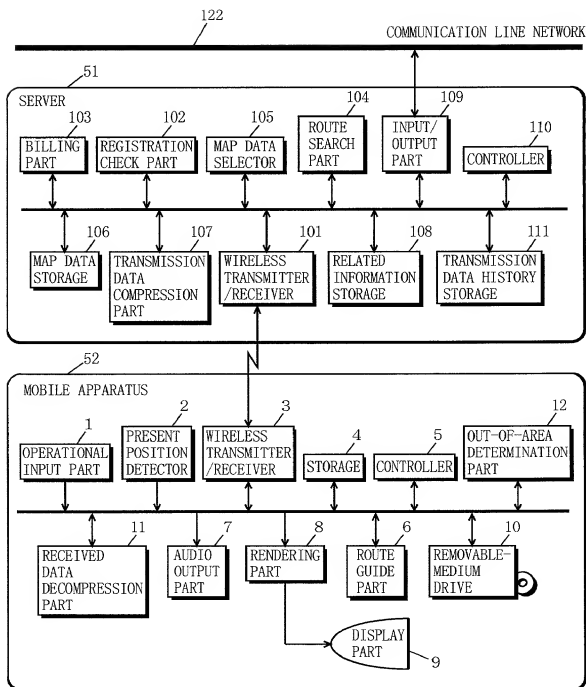 122
COMMUNICATION LINE NETWORK
51
SERVER
103
102
105
104
109
110
BILLING
PART
REGISTRATION
CHECK PART
MAP DATA
SELECTOR
ROUTE
SEARCH
PART
INPUT/
OUTPUT
PART
CONTROLLER
MAP DATA
STORAGE
106
TRANSMISSION
DATA
COMPRESSION
PART
107
WIRELESS
TRANSMITTER
/RECEIVER
101
RELATED
INFORMATION
STORAGE
108
TRANSMISSION
DATA HISTORY
STORAGE
111
52
MOBILE APPARATUS
1
2
3
4
5
12
OPERATIONAL
INPUT PART
PRESENT
POSITION
DETECTOR
WIRELESS
TRANSMITTER
/RECEIVER
STORAGE
CONTROLLER
OUT-OF-AREA
DETERMINATION
PART
11
7
8
6
10
RECEIVED
DATA
DECOMPRESSION
PART
AUDIO
OUTPUT
PART
RENDERING
PART
ROUTE
GUIDE
PART
REMOVABLE-
MEDIUM
DRIVE
DISPLAY
PART
9